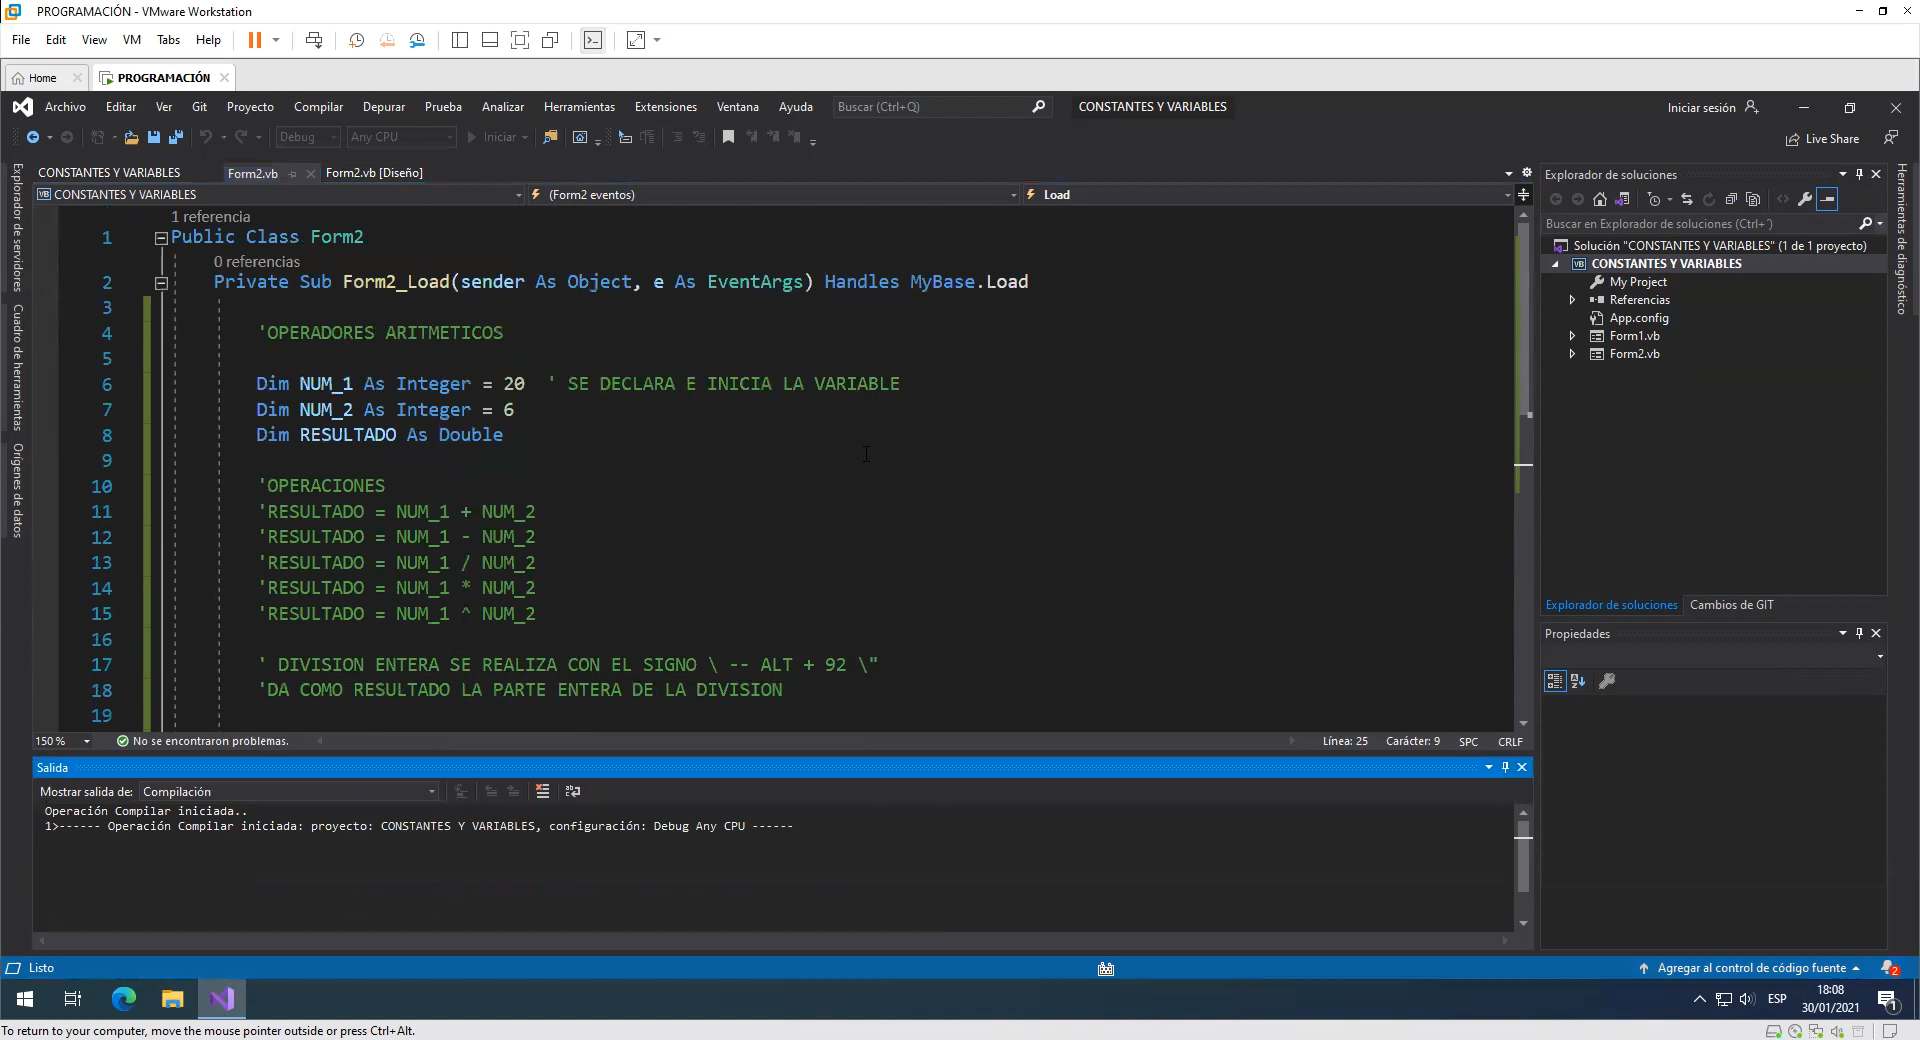 PROGRAMACIÓN - VMware Workstation
File Edit View VM Tabs Help
Home PROGRAMACIÓN
Archivo Editar Ver Git Proyecto Compilar Depurar Prueba Analizar Herramientas Extensiones Ventana Ayuda Buscar (Ctrl+Q) CONSTANTES Y VARIABLES Iniciar sesión
Debug Any CPU Iniciar Live Share
CONSTANTES Y VARIABLES Form2.vb Form2.vb [Diseño]
VB CONSTANTES Y VARIABLES (Form2 eventos) Load
Explorador de servidores
Cuadro de herramientas
Orígenes de datos
1 referencia
1 Public Class Form2
0 referencias
2 Private Sub Form2_Load(sender As Object, e As EventArgs) Handles MyBase.Load
3
4 'OPERADORES ARITMETICOS
5
6 Dim NUM_1 As Integer = 20 ' SE DECLARA E INICIA LA VARIABLE
7 Dim NUM_2 As Integer = 6
8 Dim RESULTADO As Double
9
10 'OPERACIONES
11 'RESULTADO = NUM_1 + NUM_2
12 'RESULTADO = NUM_1 - NUM_2
13 'RESULTADO = NUM_1 / NUM_2
14 'RESULTADO = NUM_1 * NUM_2
15 'RESULTADO = NUM_1 ^ NUM_2
16
17 ' DIVISION ENTERA SE REALIZA CON EL SIGNO \ -- ALT + 92 \"
18 'DA COMO RESULTADO LA PARTE ENTERA DE LA DIVISION
19
150 % No se encontraron problemas. Línea: 25 Carácter: 9 SPC CRLF
Salida
Mostrar salida de: Compilación
Operación Compilar iniciada..
1>------ Operación Compilar iniciada: proyecto: CONSTANTES Y VARIABLES, configuración: Debug Any CPU ------
Explorador de soluciones
Buscar en Explorador de soluciones (Ctrl+´)
Solución "CONSTANTES Y VARIABLES" (1 de 1 proyecto)
VB CONSTANTES Y VARIABLES
My Project
Referencias
App.config
Form1.vb
Form2.vb
Explorador de soluciones Cambios de GIT
Propiedades
Herramientas de diagnóstico
Listo Agregar al control de código fuente 2
ESP
18:08
30/01/2021
1
To return to your computer, move the mouse pointer outside or press Ctrl+Alt.